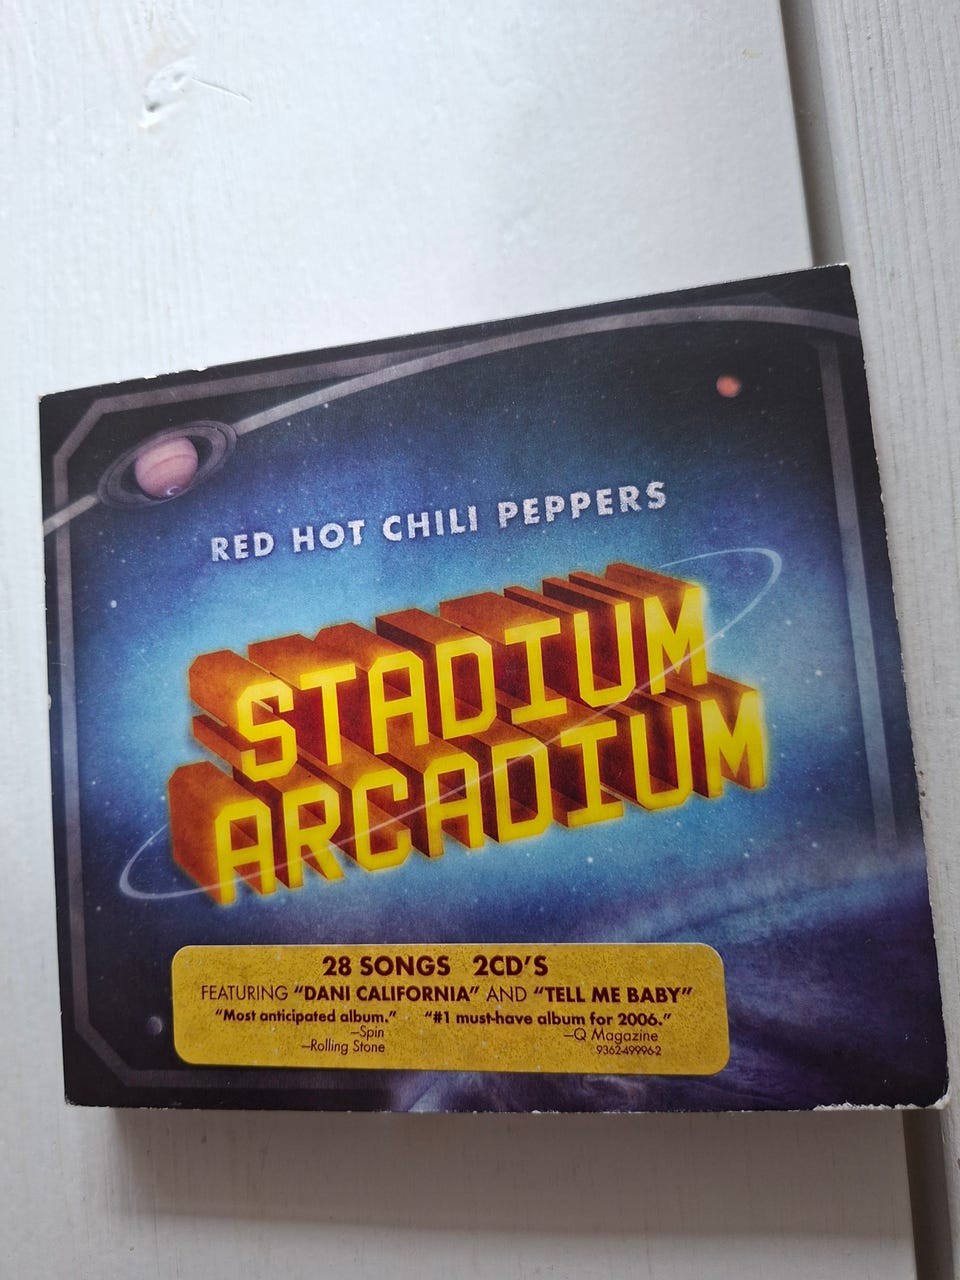 RED HOT CHILI PEPPERS
STADIUM
ARCADIUM
28 SONGS 2CD'S
FEATURING "DANI CALIFORNIA" AND "TELL ME BABY"
"Most anticipated album." "#1 must-have album for 2006."
—Spin —Q Magazine
—Rolling Stone 9362-49996-2